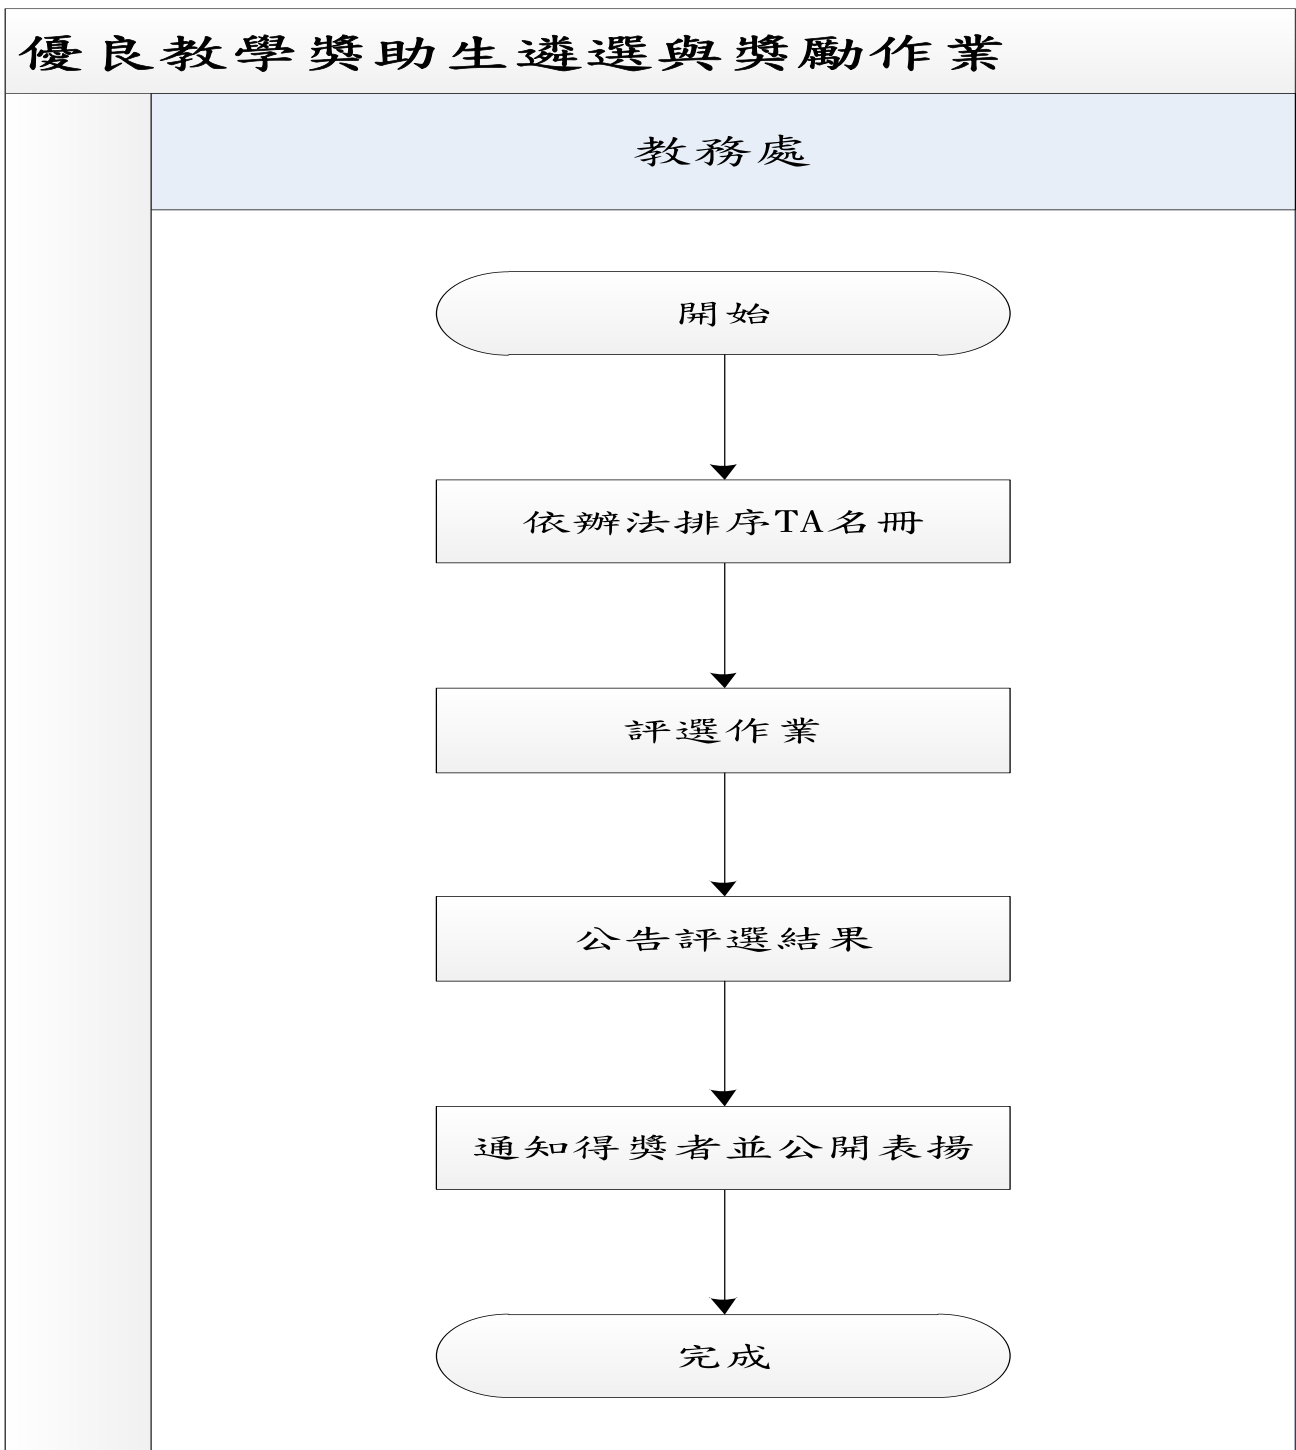 優良教學獎助生遴選與獎勵作業
教務處
開始
依辦法排序TA名冊
評選作業
公告評選結果
通知得獎者並公開表揚
完成